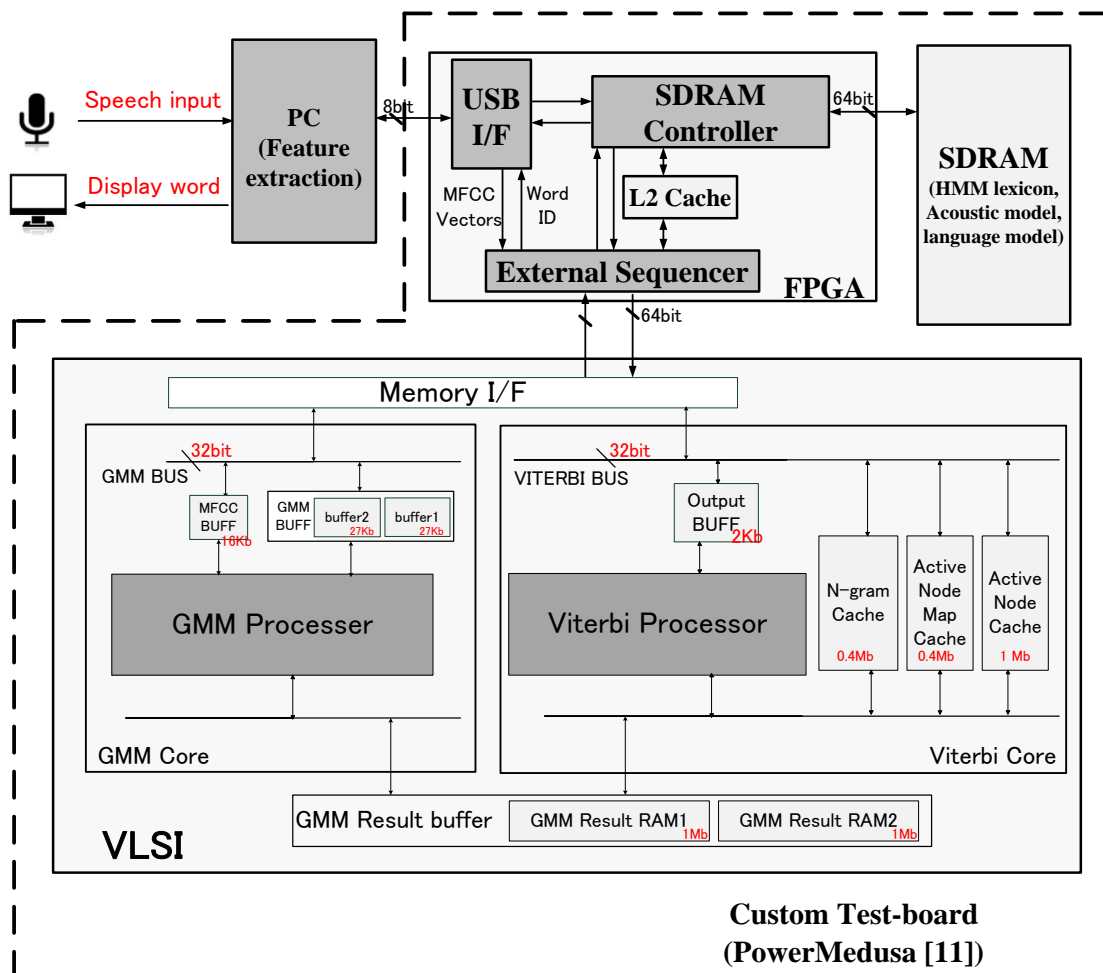 Speech input
Display word
PC
(Feature
extraction)
8bit
USB
I/F
SDRAM
Controller
64bit
SDRAM
(HMM lexicon,
Acoustic model,
language model)
MFCC
Vectors
Word
ID
L2 Cache
External Sequencer
FPGA
64bit
Memory I/F
32bit
GMM BUS
MFCC
BUFF
16Kb
GMM
BUFF
buffer2
27Kb
buffer1
27Kb
GMM Processer
GMM Core
32bit
VITERBI BUS
Output
BUFF
2Kb
Viterbi Processor
N-gram
Cache
0.4Mb
Active
Node
Map
Cache
0.4Mb
Active
Node
Cache
1 Mb
Viterbi Core
GMM Result buffer
GMM Result RAM1
1Mb
GMM Result RAM2
1Mb
VLSI
Custom Test-board
(PowerMedusa [11])